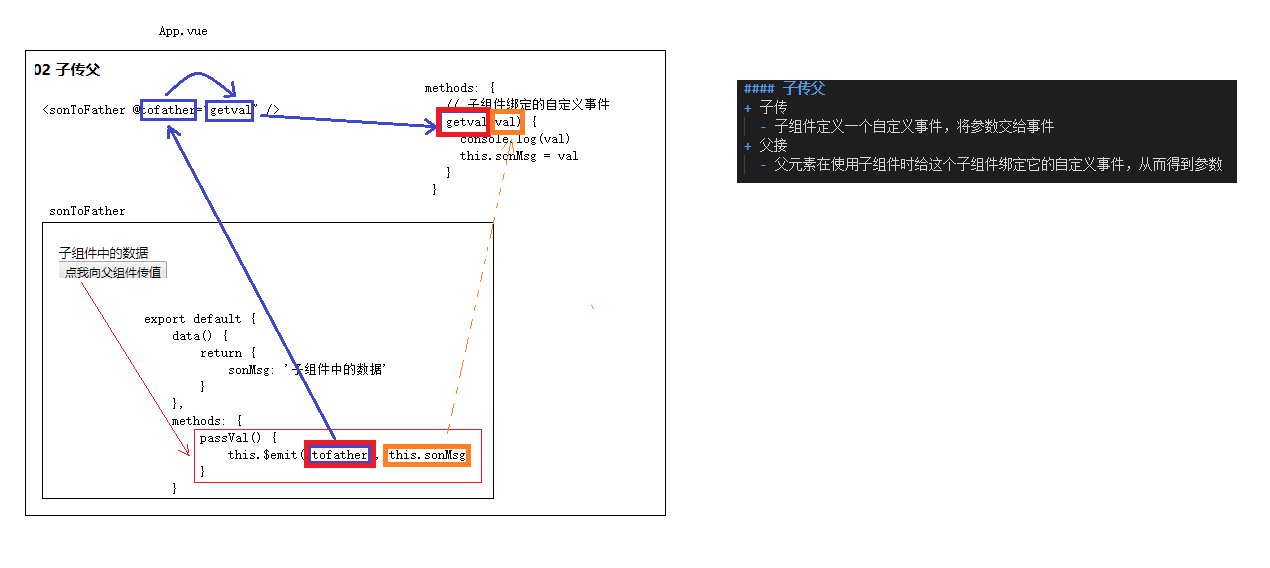 App.vue
02 子传父
<sonToFather @tofather="getval" />
methods: {
// 子组件绑定的自定义事件
getval(val) {
console.log(val)
this.sonMsg = val
}
}
sonToFather
子组件中的数据
点我向父组件传值
export default {
data() {
return {
sonMsg: '子组件中的数据'
}
},
methods: {
passVal() {
this.$emit('tofather', this.sonMsg
}
}
#### 子传父
+ 子传
- 子组件定义一个自定义事件，将参数交给事件
+ 父接
- 父元素在使用子组件时给这个子组件绑定它的自定义事件，从而得到参数